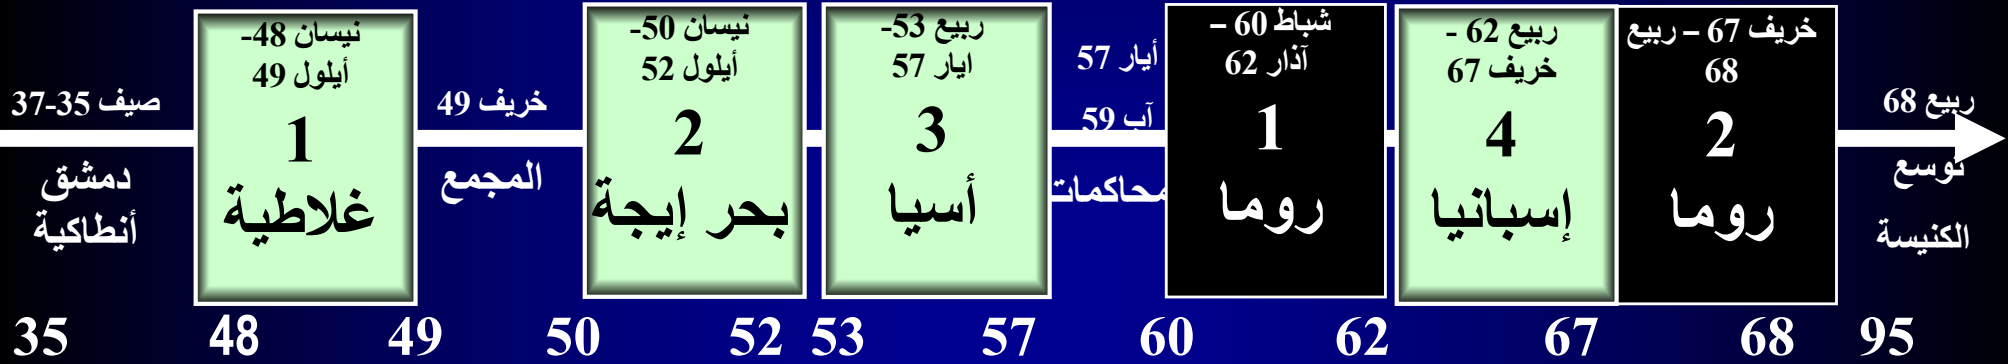 صيف 35-37
دمشق
أنطاكية
نيسان 48-
أيلول 49
1
غلاطية
خريف 49
المجمع
نيسان 50-
أيلول 52
2
بحر إيجة
ربيع 53-
ايار 57
3
أسيا
أيار 57
آب 59
محاكمات
شباط 60 –
آذار 62
1
روما
ربيع 62 -
خريف 67
4
إسبانيا
خريف 67 – ربيع
68
2
روما
ربيع 68
توسع
الكنيسة
35 48 49 50 52 53 57 60 62 67 68 95